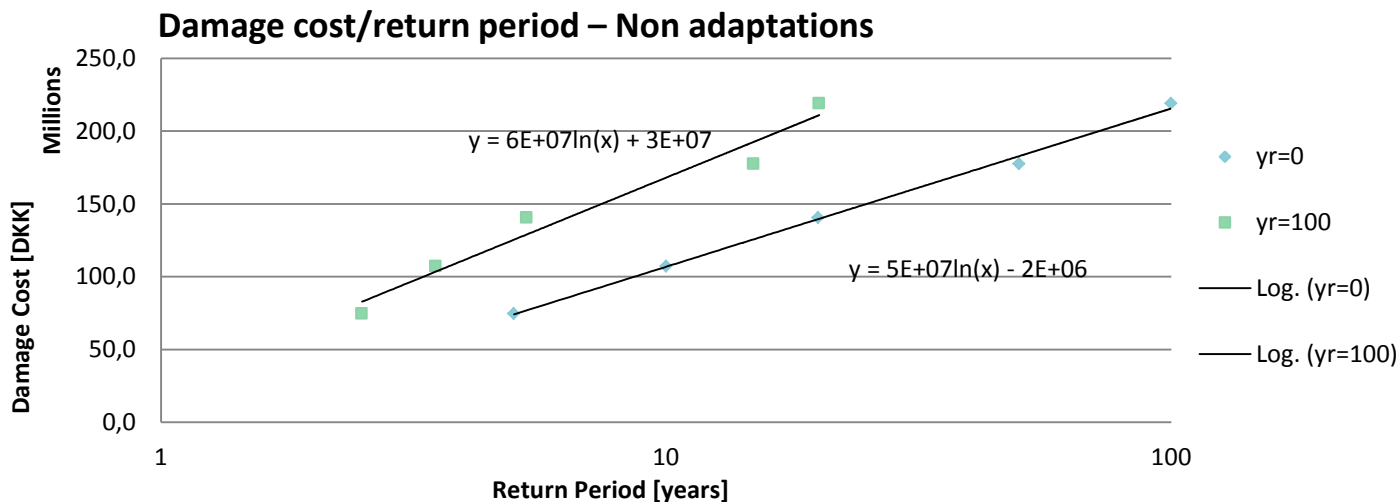 Damage cost/return period – Non adaptations
Millions
Damage Cost [DKK]
250,0
200,0
150,0
100,0
50,0
0,0
y = 6E+07ln(x) + 3E+07
y = 5E+07ln(x) - 2E+06
1
10
100
Return Period [years]
yr=0
yr=100
Log. (yr=0)
Log. (yr=100)